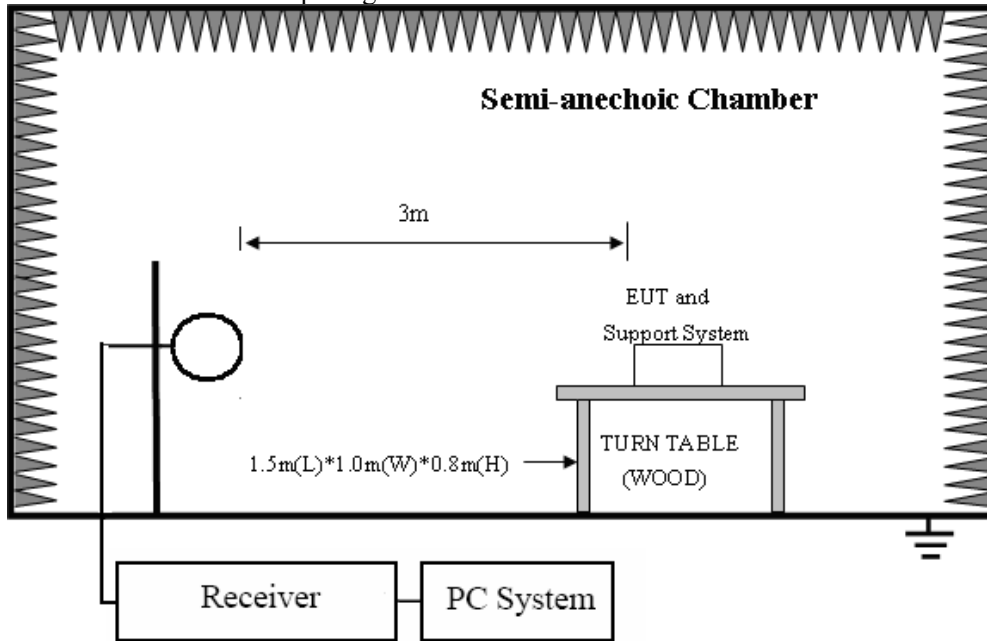 Semi-anechoic Chamber
3m
EUT and
Support System
1.5m(L)*1.0m(W)*0.8m(H)
TURN TABLE
(WOOD)
Receiver
PC System